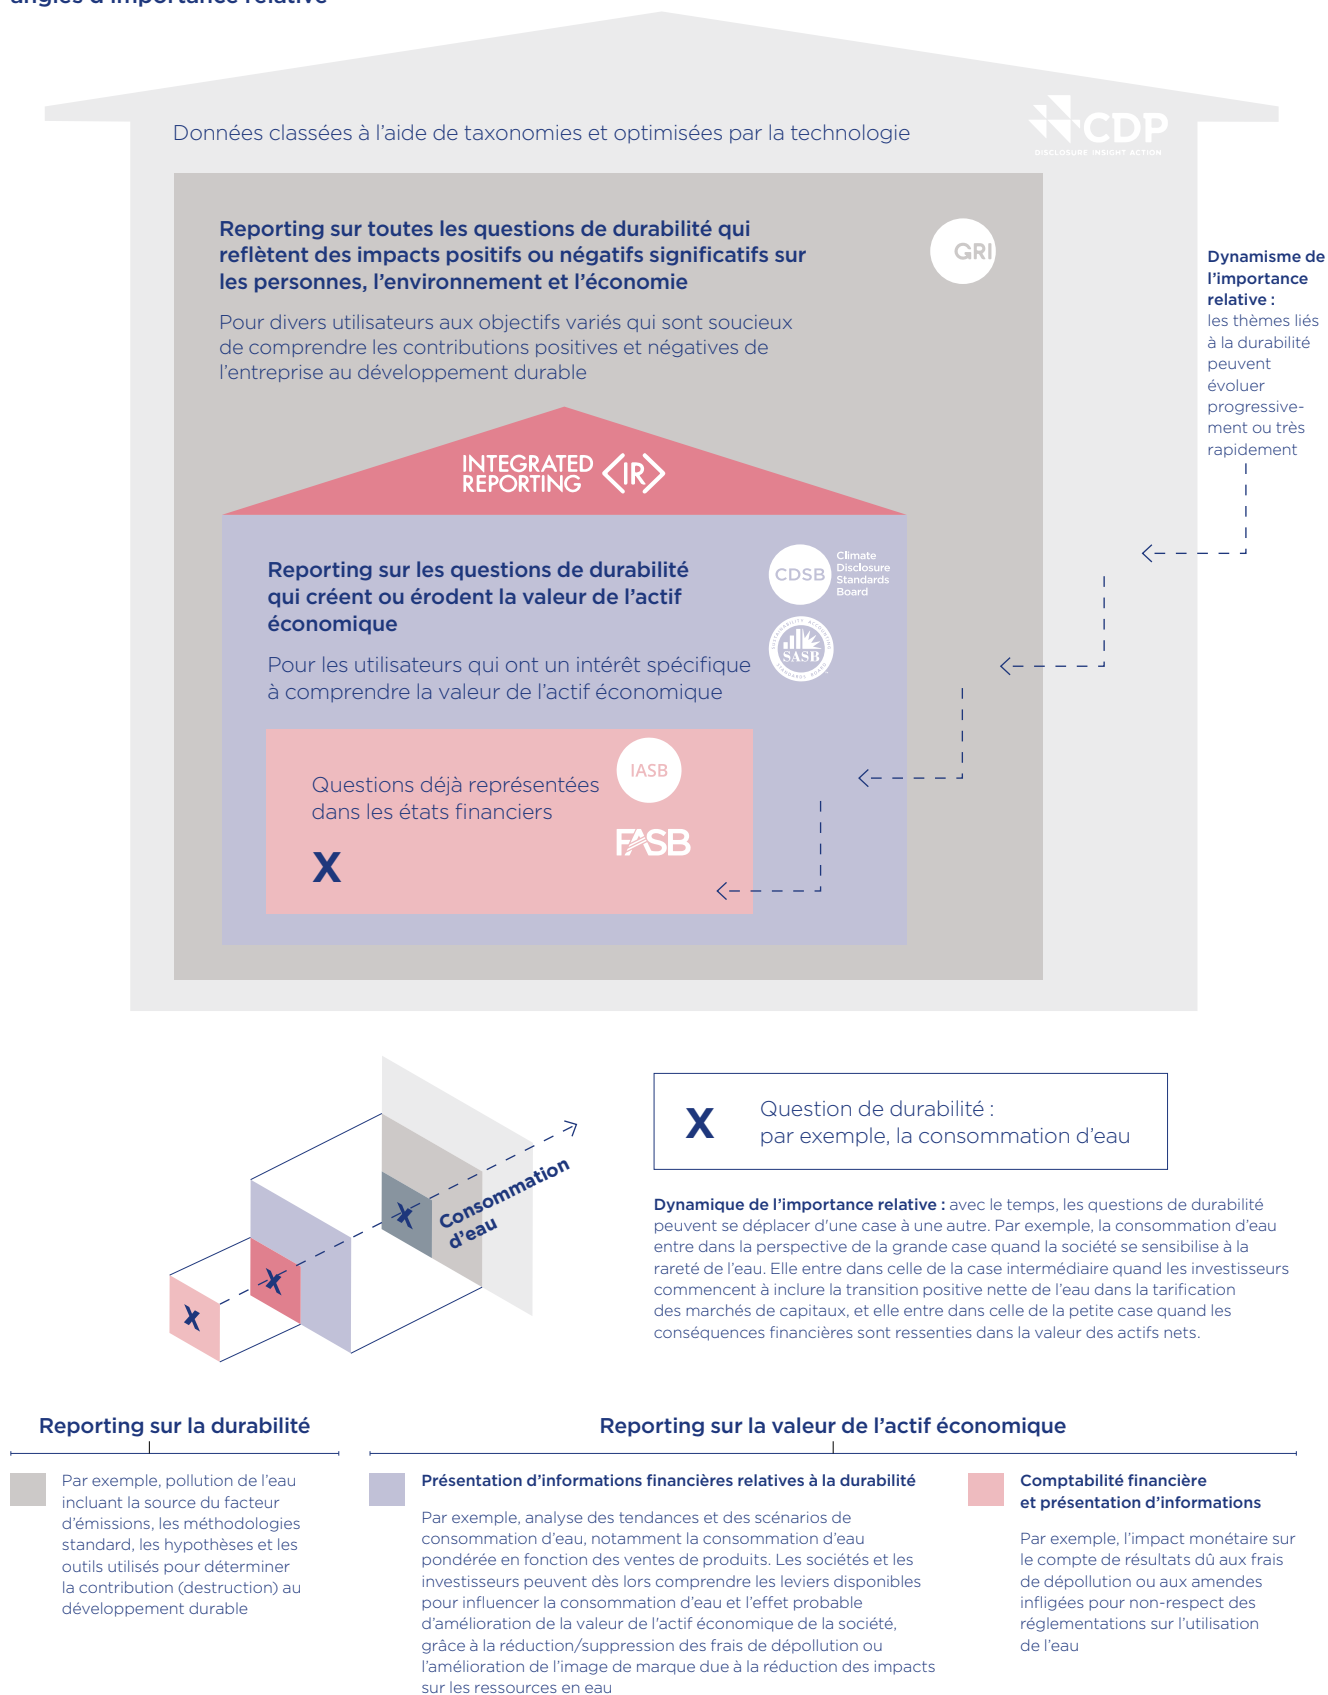 angles d'importance relative
Données classées à l'aide de taxonomies et optimisées par la technologie
CDP
DISCLOSURE INSIGHT ACTION
Reporting sur toutes les questions de durabilité qui
reflètent des impacts positifs ou négatifs significatifs sur
les personnes, l'environnement et l'économie
GRI
Pour divers utilisateurs aux objectifs variés qui sont soucieux
de comprendre les contributions positives et négatives de
l'entreprise au développement durable
Dynamisme de
l'importance
relative :
les thèmes liés
à la durabilité
peuvent
évoluer
progressive-
ment ou très
rapidement
INTEGRATED
REPORTING
<IR>
Reporting sur les questions de durabilité
qui créent ou érodent la valeur de l'actif
économique
CDSB
Climate
Disclosure
Standards
Board
SUSTAINABILITY ACCOUNTING
SASB
STANDARDS BOARD
Pour les utilisateurs qui ont un intérêt spécifique
à comprendre la valeur de l'actif économique
Questions déjà représentées
dans les états financiers
IASB
FASB
X
X
X
X
Consommation
d'eau
X
Question de durabilité :
par exemple, la consommation d'eau
Dynamique de l'importance relative : avec le temps, les questions de durabilité
peuvent se déplacer d'une case à une autre. Par exemple, la consommation d'eau
entre dans la perspective de la grande case quand la société se sensibilise à la
rareté de l'eau. Elle entre dans celle de la case intermédiaire quand les investisseurs
commencent à inclure la transition positive nette de l'eau dans la tarification
des marchés de capitaux, et elle entre dans celle de la petite case quand les
conséquences financières sont ressenties dans la valeur des actifs nets.
Reporting sur la durabilité
Par exemple, pollution de l'eau
incluant la source du facteur
d'émissions, les méthodologies
standard, les hypothèses et les
outils utilisés pour déterminer
la contribution (destruction) au
développement durable
Reporting sur la valeur de l'actif économique
Présentation d'informations financières relatives à la durabilité
Par exemple, analyse des tendances et des scénarios de
consommation d'eau, notamment la consommation d'eau
pondérée en fonction des ventes de produits. Les sociétés et les
investisseurs peuvent dès lors comprendre les leviers disponibles
pour influencer la consommation d'eau et l'effet probable
d'amélioration de la valeur de l'actif économique de la société,
grâce à la réduction/suppression des frais de dépollution ou
l'amélioration de l'image de marque due à la réduction des impacts
sur les ressources en eau
Comptabilité financière
et présentation d'informations
Par exemple, l'impact monétaire sur
le compte de résultats dû aux frais
de dépollution ou aux amendes
infligées pour non-respect des
réglementations sur l'utilisation
de l'eau